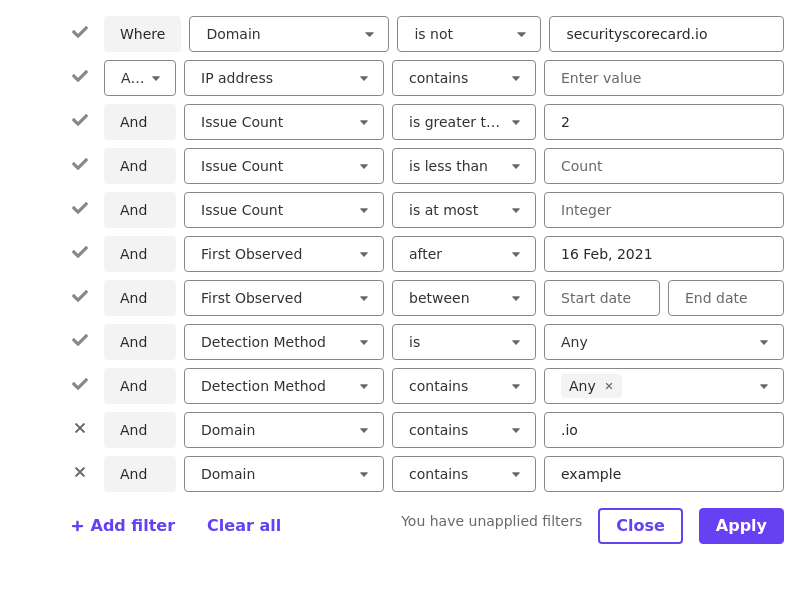 Where Domain is not securityscorecard.io
A... IP address contains Enter value
And Issue Count is greater t... 2
And Issue Count is less than Count
And Issue Count is at most Integer
And First Observed after 16 Feb, 2021
And First Observed between Start date End date
And Detection Method is Any
And Detection Method contains Any ×
And Domain contains .io
And Domain contains example
+ Add filter Clear all You have unapplied filters Close Apply